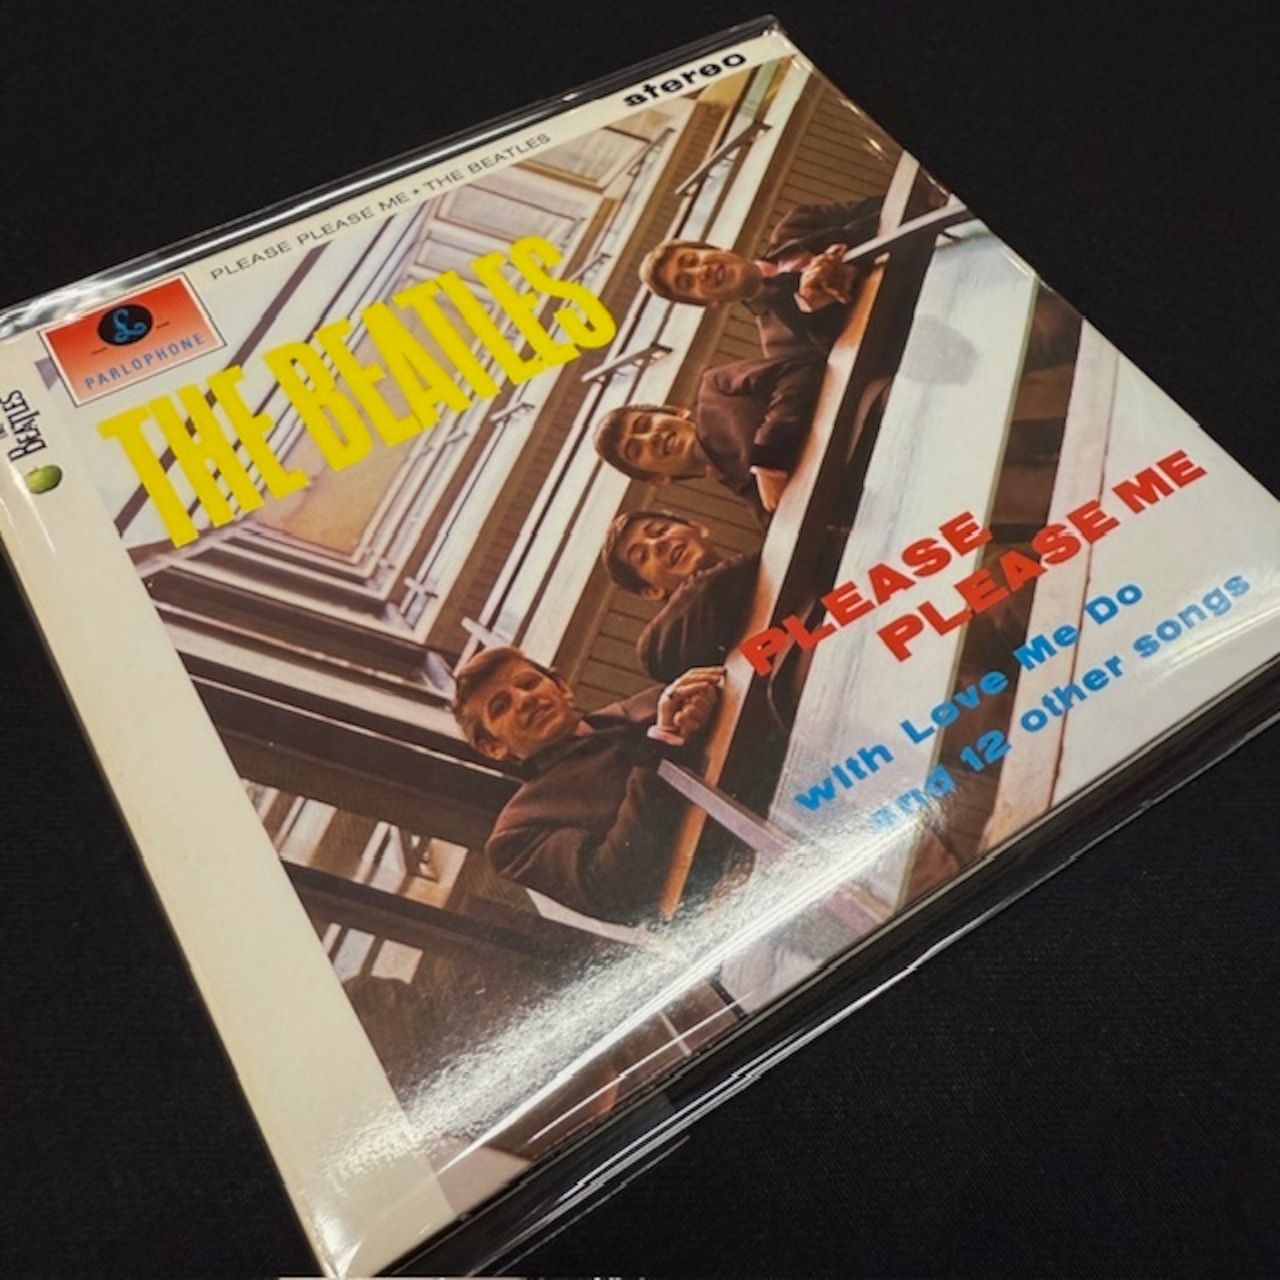 stereo
PLEASE PLEASE ME • THE BEATLES
£
PARLOPHONE
THE BEATLES
THE
BEATLES
PLEASE
PLEASE ME
with Love Me Do
and 12 other songs